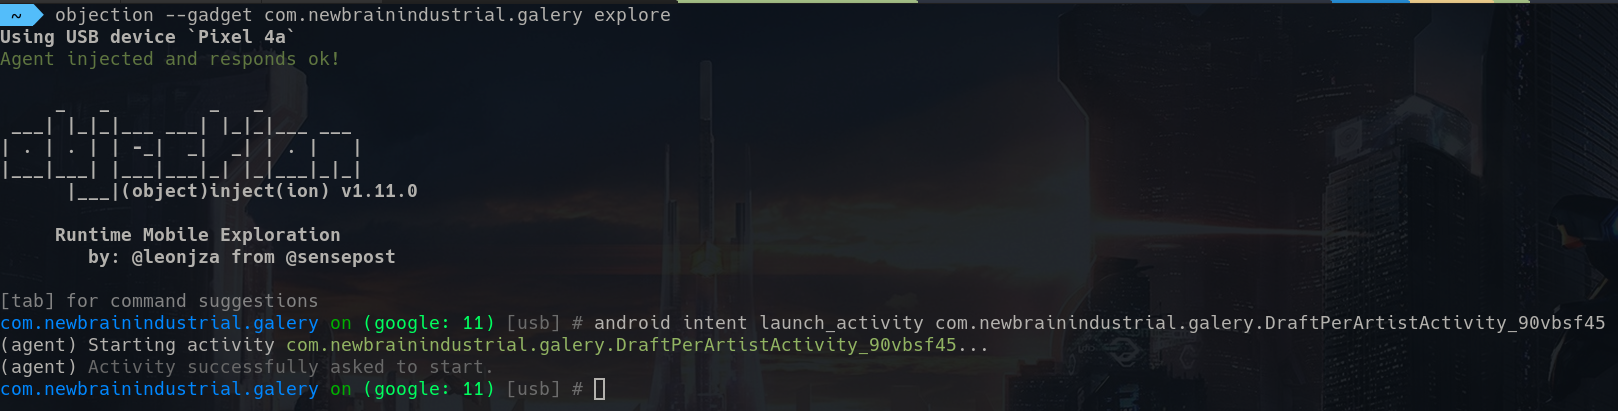 ~ objection --gadget com.newbrainindustrial.galery explore
Using USB device `Pixel 4a`
Agent injected and responds ok!
     _   _         _   _
 ___| |_|_|___ ___| |_|_|___ ___
| . | . | | -_|  _|  _| | . |   |
|___|___| |___|___|_| |_|___|_|_|
      |___|(object)inject(ion) v1.11.0
Runtime Mobile Exploration
by: @leonjza from @sensepost
[tab] for command suggestions
com.newbrainindustrial.galery on (google: 11) [usb] # android intent launch_activity com.newbrainindustrial.galery.DraftPerArtistActivity_90vbsf45
(agent) Starting activity com.newbrainindustrial.galery.DraftPerArtistActivity_90vbsf45...
(agent) Activity successfully asked to start.
com.newbrainindustrial.galery on (google: 11) [usb] #